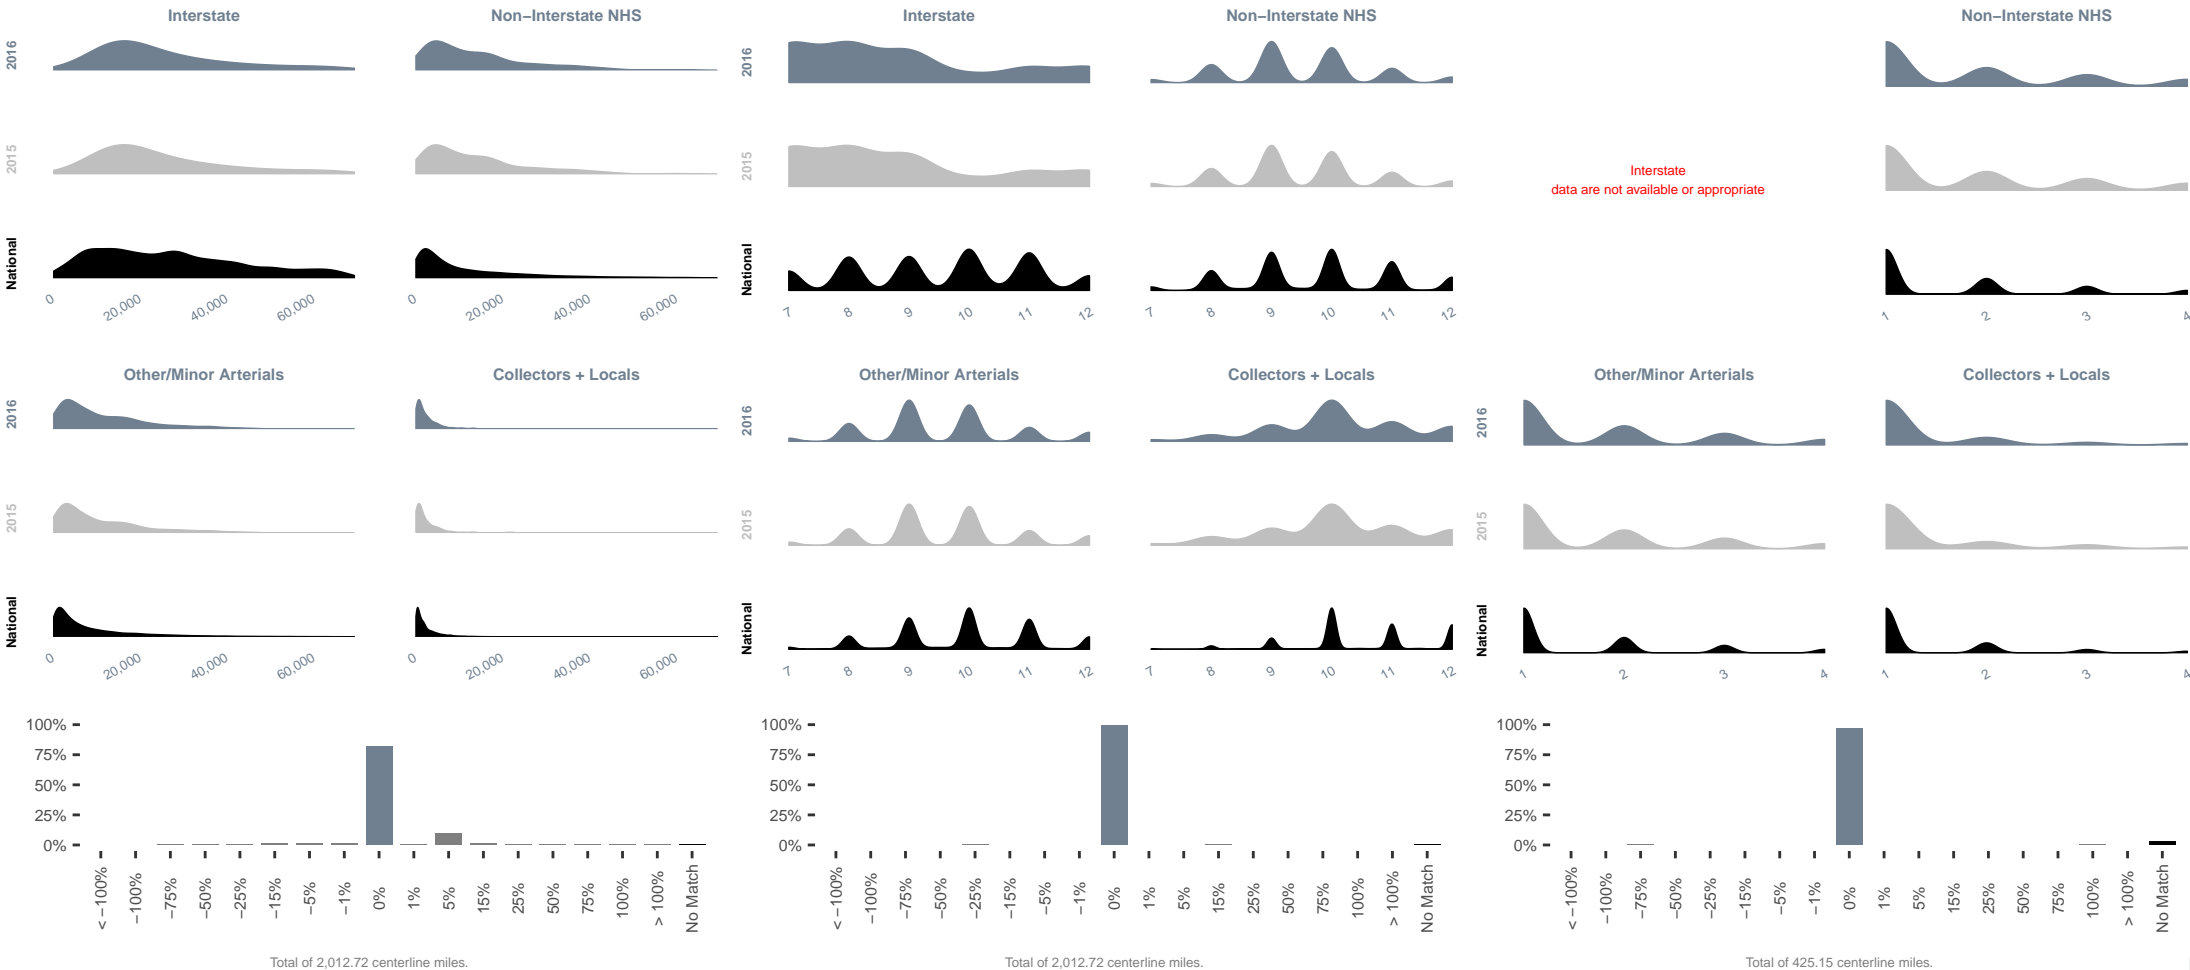 Interstate
Non−Interstate NHS
Interstate
Non−Interstate NHS
Non−Interstate NHS
2016
2016
2015
2015
Interstate
data are not available or appropriate
National
National
0 20,000 40,000 60,000
0 20,000 40,000 60,000
7 8 9 10 11 12
7 8 9 10 11 12
1 2 3 4
Other/Minor Arterials
Collectors + Locals
Other/Minor Arterials
Collectors + Locals
Other/Minor Arterials
Collectors + Locals
2016
2016
2016
2015
2015
2015
National
National
National
0 20,000 40,000 60,000
0 20,000 40,000 60,000
7 8 9 10 11 12
7 8 9 10 11 12
1 2 3 4
1 2 3 4
100%
75%
50%
25%
0%
< −100% −100% −75% −50% −25% −15% −5% −1% 0% 1% 5% 15% 25% 50% 75% 100% > 100% No Match
Total of 2,012.72 centerline miles.
100%
75%
50%
25%
0%
< −100% −100% −75% −50% −25% −15% −5% −1% 0% 1% 5% 15% 25% 50% 75% 100% > 100% No Match
Total of 2,012.72 centerline miles.
100%
75%
50%
25%
0%
< −100% −100% −75% −50% −25% −15% −5% −1% 0% 1% 5% 15% 25% 50% 75% 100% > 100% No Match
Total of 425.15 centerline miles.